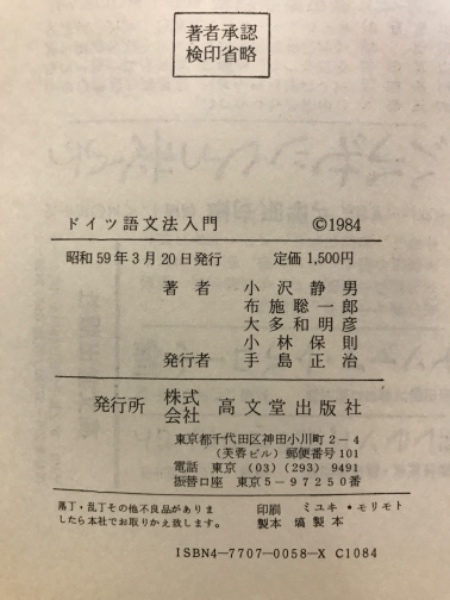 著者承認
検印省略
ドイツ語文法入門 ©1984
昭和59年3月20日発行 定価 1,500円
著者 小沢静男
布施聡一郎
大多和明彦
小林保則
発行者 手島正治
発行所 株式会社 高文堂出版社
東京都千代田区神田小川町2-4
(芙蓉ビル) 郵便番号101
電話 東京 (03) (293) 9491
振替口座 東京5-97250番
落丁・乱丁その他不良品がありま
したら本社でお取りかえ致します。
印刷 ミユキ・モリモト
製本 塙製本
ISBN4-7707-0058-X C1084